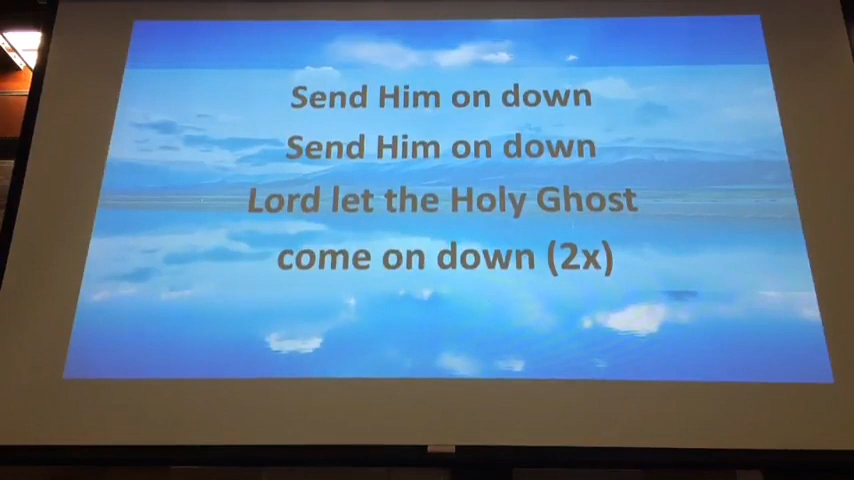 Send Him on down
Send Him on down
Lord let the Holy Ghost
come on down (2x)